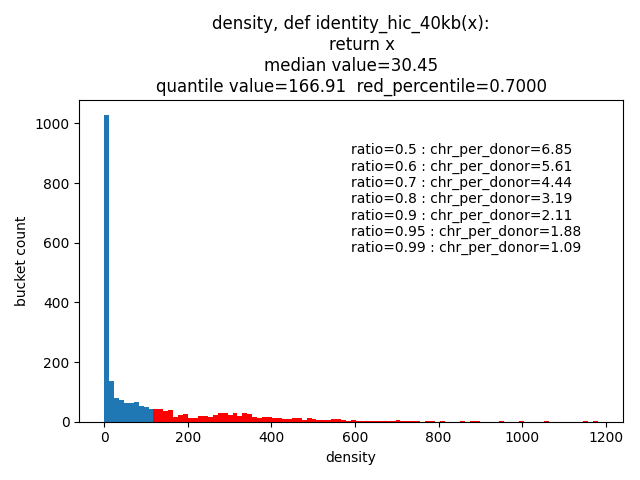 density, def identity_hic_40kb(x):
return x
median value=30.45
quantile value=166.91  red_percentile=0.7000
ratio=0.5 : chr_per_donor=6.85
ratio=0.6 : chr_per_donor=5.61
ratio=0.7 : chr_per_donor=4.44
ratio=0.8 : chr_per_donor=3.19
ratio=0.9 : chr_per_donor=2.11
ratio=0.95 : chr_per_donor=1.88
ratio=0.99 : chr_per_donor=1.09
bucket count
1000
800
600
400
200
0
0 200 400 600 800 1000 1200
density